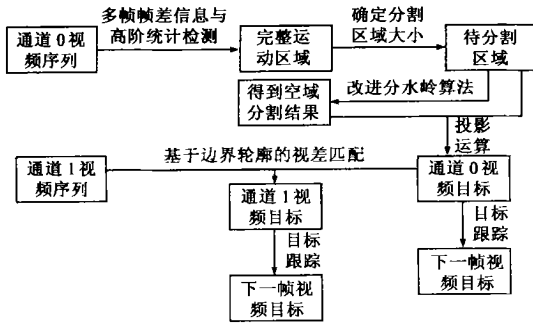 多帧帧差信息与
高阶统计检测
确定分割
区域大小
通道0视
频序列
完整运
动区域
待分割
区域
得到空域
分割结果
改进分水岭算法
投影
运算
通道1视
频序列
基于边界轮廓的视差匹配
通道0视
频目标
通道1视
频目标
目标
跟踪
目标
跟踪
下一帧视
频目标
下一帧视
频目标